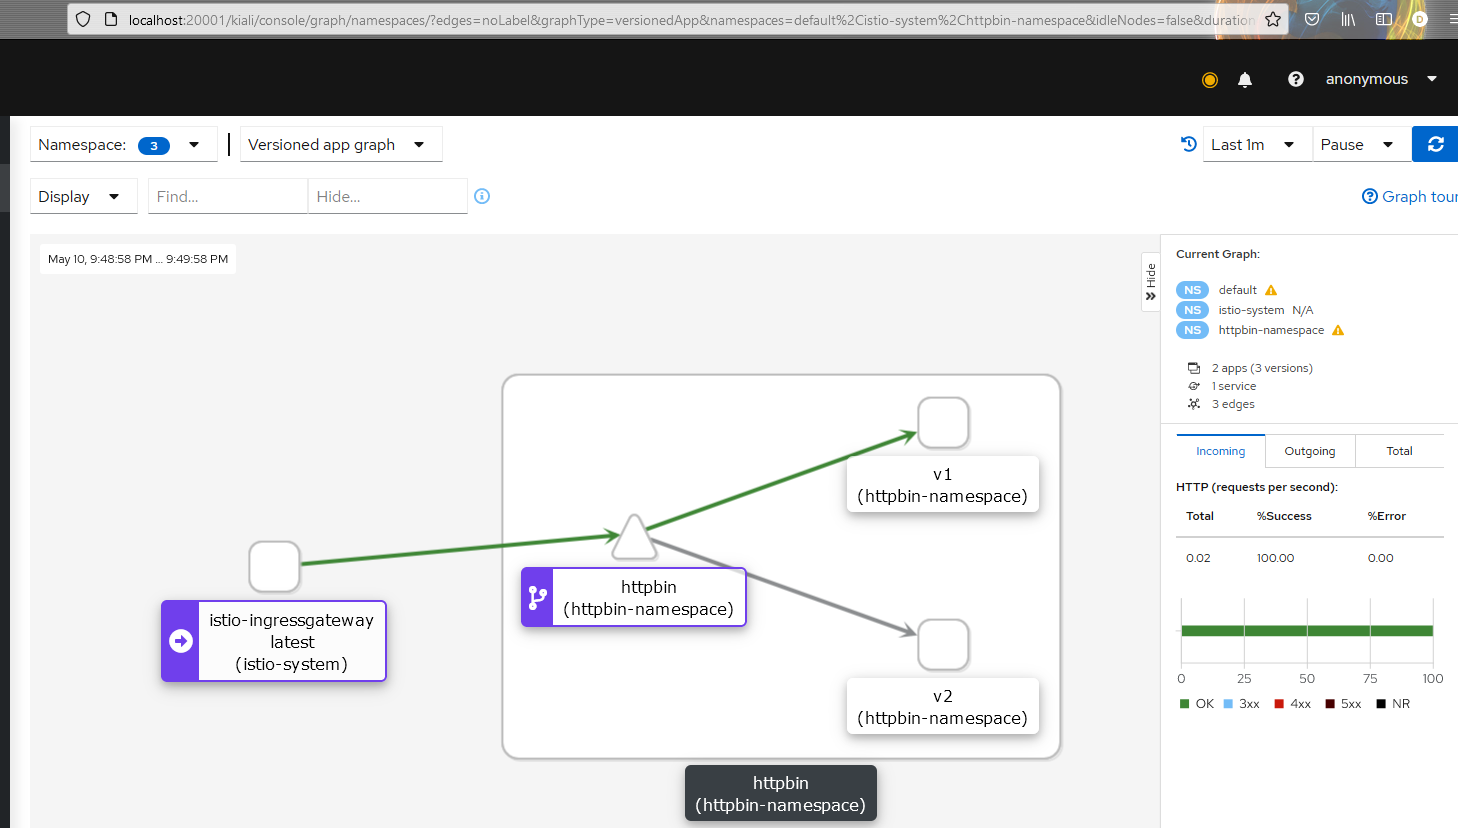 localhost:20001/kiali/console/graph/namespaces/?edges=noLabel&graphType=versionedApp&namespaces=default%2Cistio-system%2Chttpbin-namespace&idleNodes=false&duration
D
anonymous
Namespace: 3
Versioned app graph
Last 1m
Pause
Display
Find...
Hide...
Graph tour
May 10, 9:48:58 PM ... 9:49:58 PM
Hide
Current Graph:
NS default
NS istio-system N/A
NS httpbin-namespace
2 apps (3 versions)
1 service
3 edges
Incoming
Outgoing
Total
HTTP (requests per second):
Total %Success %Error
0.02 100.00 0.00
0 25 50 75 100
OK 3xx 4xx 5xx NR
v1
(httpbin-namespace)
httpbin
(httpbin-namespace)
istio-ingressgateway
latest
(istio-system)
v2
(httpbin-namespace)
httpbin
(httpbin-namespace)